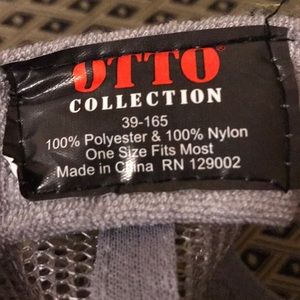 OTTO
COLLECTION
39-165
100% Polyester & 100% Nylon
One Size Fits Most
Made in China RN 129002